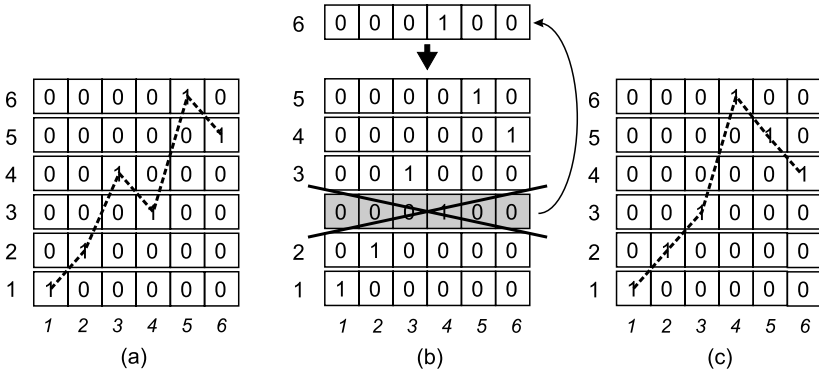 6 0 0 0 1 0 0
6 0 0 0 0 1 0
5 0 0 0 0 0 1
4 0 0 1 0 0 0
3 0 0 0 1 0 0
2 0 1 0 0 0 0
1 1 0 0 0 0 0
1 2 3 4 5 6
(a)
5 0 0 0 0 1 0
4 0 0 0 0 0 1
3 0 0 1 0 0 0
0 0 0 1 0 0
2 0 1 0 0 0 0
1 1 0 0 0 0 0
1 2 3 4 5 6
(b)
6 0 0 0 1 0 0
5 0 0 0 0 1 0
4 0 0 0 0 0 1
3 0 0 1 0 0 0
2 0 1 0 0 0 0
1 1 0 0 0 0 0
1 2 3 4 5 6
(c)